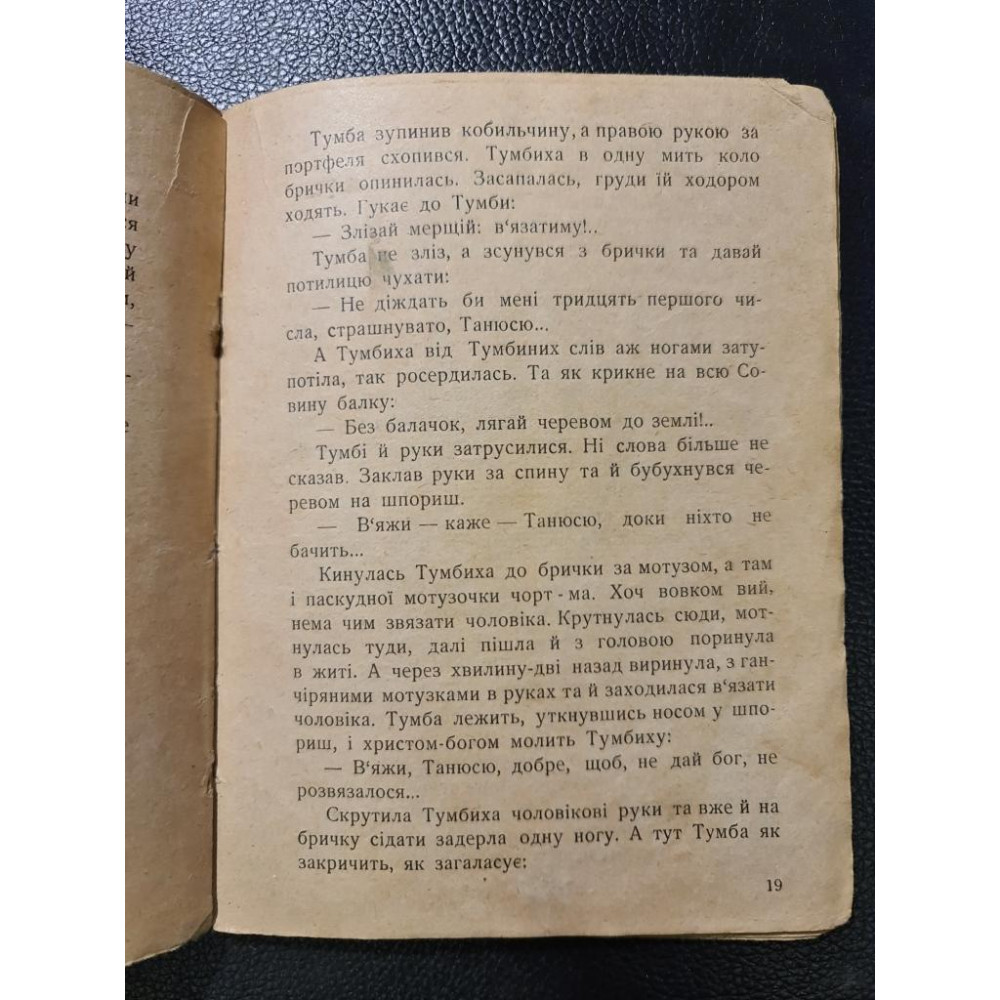 ни
ся
у
й
и,
—
-
е
Тумба зупинив кобильчину, а правою рукою за
портфеля схопився. Тумбиха в одну мить коло
брички опинилась. Засапалась, груди їй ходором
ходять. Гукає до Тумби:
— Злізай мерщій: в‘язатиму!..
Тумба не зліз, а зсунувся з брички та давай
потилицю чухати:
— Не діждать би мені тридцять першого чи-
сла, страшнувато, Танюсю...
А Тумбиха від Тумбиних слів аж ногами зату-
потіла, так росердилась. Та як крикне на всю Со-
вину балку:
— Без балачок, лягай черевом до землі!..
Тумбі й руки затрусилися. Ні слова більше не
сказав. Заклав руки за спину та й бубухнувся че-
ревом на шпориш.
— В‘яжи — каже — Танюсю, доки ніхто не
бачить...
Кинулась Тумбиха до брички за мотузом, а там
і паскудної мотузочки чорт - ма. Хоч вовком вий,
нема чим звязати чоловіка. Крутнулась сюди, мот-
нулась туди, далі пішла й з головою поринула
в житі. А через хвилину-дві назад виринула, з ган-
чіряними мотузками в руках та й заходилася в‘язати
чоловіка. Тумба лежить, уткнувшись носом у шпо-
риш, і христом-богом молить Тумбиху:
— В‘яжи, Танюсю, добре, щоб, не дай бог, не
розвязалося...
Скрутила Тумбиха чоловікові руки та вже й на
бричку сідати задерла одну ногу. А тут Тумба як
закричить, як загаласує:
19